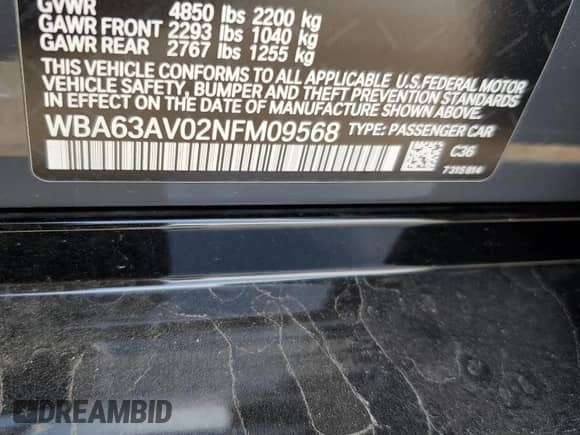 GVWR 4850 lbs 2200 kg
GAWR FRONT 2293 lbs 1040 kg
GAWR REAR 2767 lbs 1255 kg
THIS VEHICLE CONFORMS TO ALL APPLICABLE U.S. FEDERAL MOTOR
VEHICLE SAFETY, BUMPER AND THEFT PREVENTION STANDARDS
IN EFFECT ON THE DATE OF MANUFACTURE SHOWN ABOVE.
WBA63AV02NFM09568 TYPE: PASSENGER CAR
C36
7315814
DREAMBID